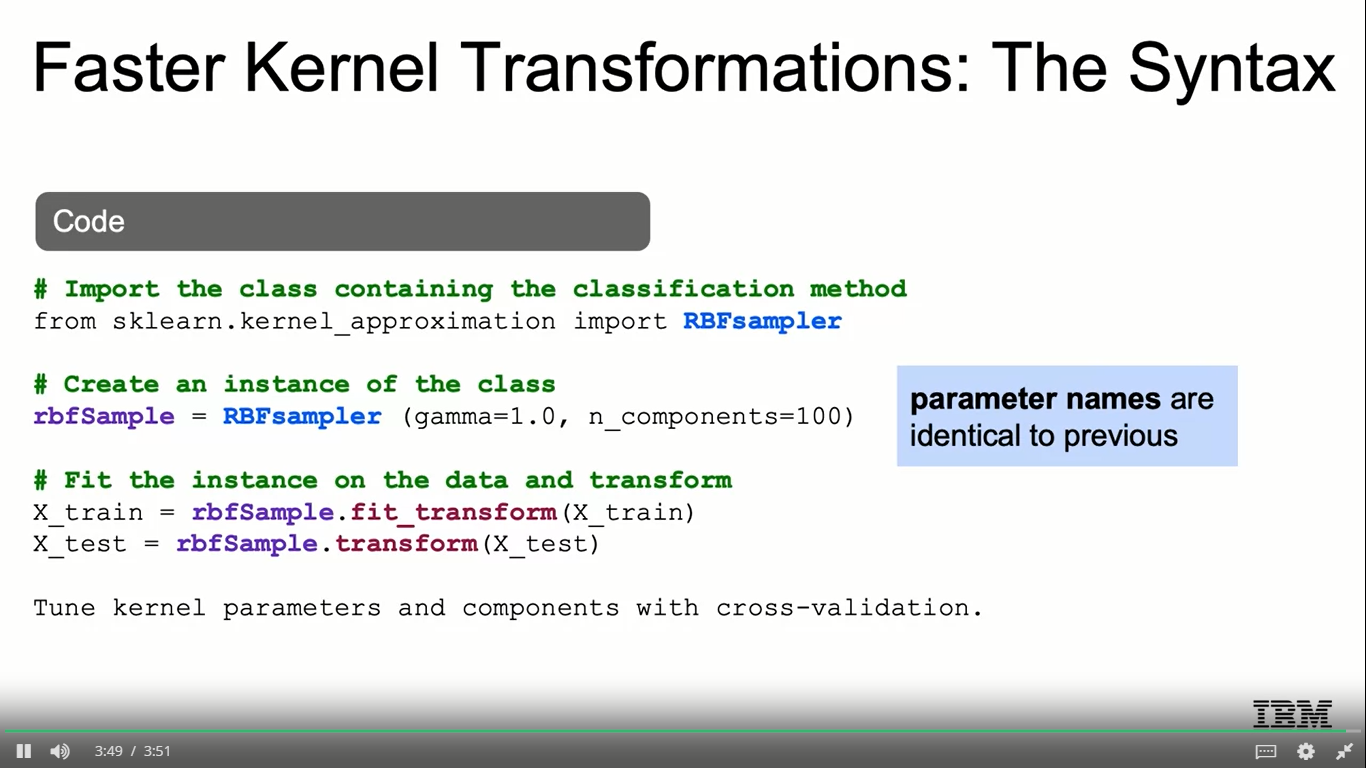 Faster Kernel Transformations: The Syntax
Code
# Import the class containing the classification method
from sklearn.kernel_approximation import RBFsampler
# Create an instance of the class
rbfSample = RBFsampler (gamma=1.0, n_components=100)
parameter names are
identical to previous
# Fit the instance on the data and transform
X_train = rbfSample.fit_transform(X_train)
X_test = rbfSample.transform(X_test)
Tune kernel parameters and components with cross-validation.
IBM
3:49 / 3:51